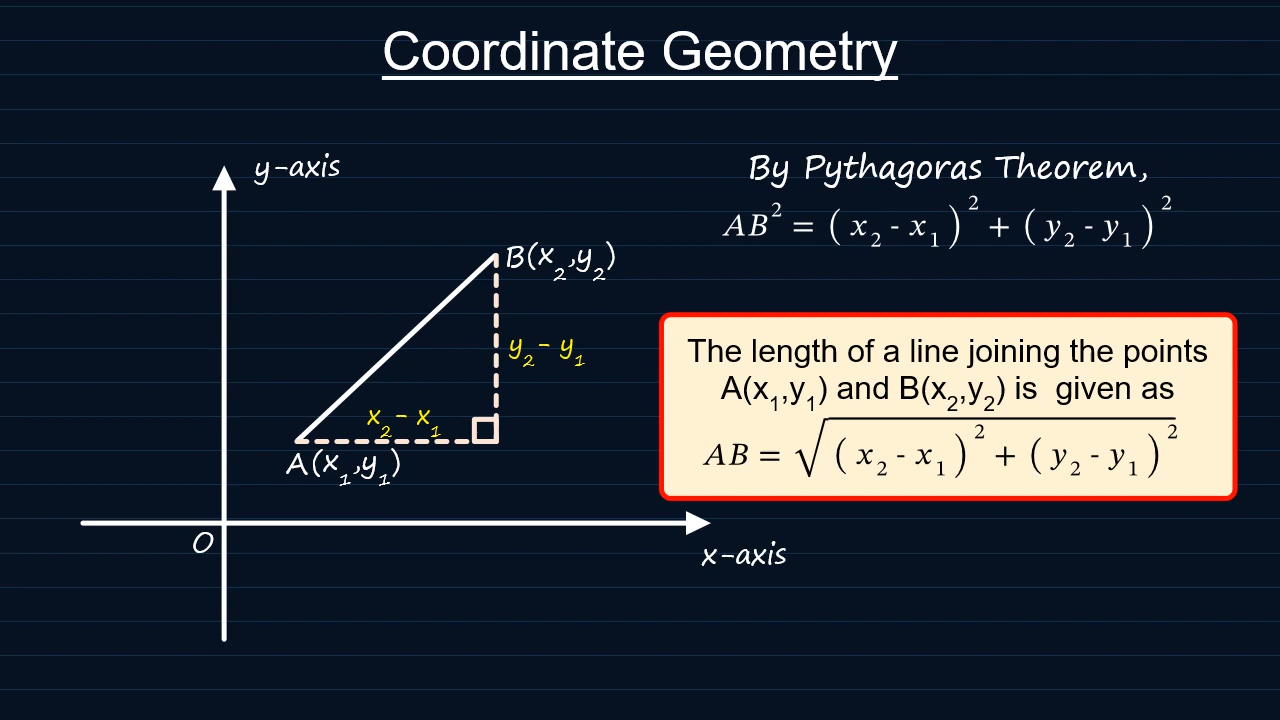 Coordinate Geometry
y-axis
B(x₂,y₂)
y₂ - y₁
x₂ - x₁
A(x₁,y₁)
O
x-axis
By Pythagoras Theorem,
AB² = (x₂ - x₁)² + (y₂ - y₁)²
The length of a line joining the points
A(x₁,y₁) and B(x₂,y₂) is given as
AB = √(x₂ - x₁)² + (y₂ - y₁)²